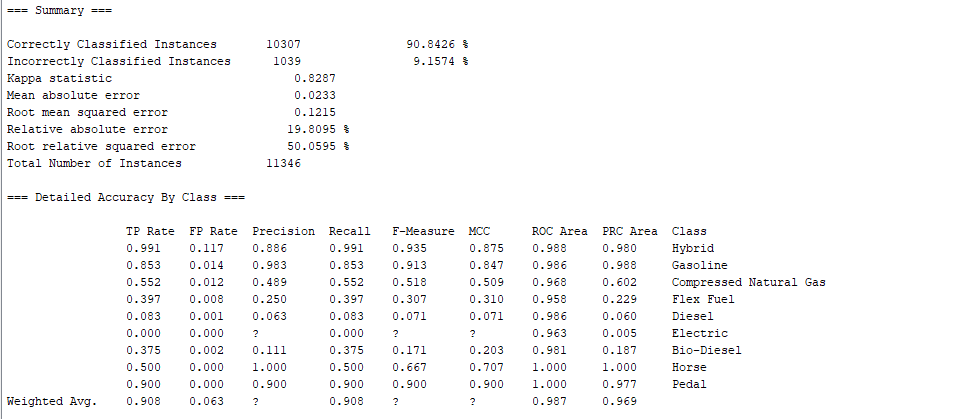 === Summary ===
Correctly Classified Instances 10307 90.8426 %
Incorrectly Classified Instances 1039 9.1574 %
Kappa statistic 0.8287
Mean absolute error 0.0233
Root mean squared error 0.1215
Relative absolute error 19.8095 %
Root relative squared error 50.0595 %
Total Number of Instances 11346
=== Detailed Accuracy By Class ===
TP Rate FP Rate Precision Recall F-Measure MCC ROC Area PRC Area Class
0.991 0.117 0.886 0.991 0.935 0.875 0.988 0.980 Hybrid
0.853 0.014 0.983 0.853 0.913 0.847 0.986 0.988 Gasoline
0.552 0.012 0.489 0.552 0.518 0.509 0.968 0.602 Compressed Natural Gas
0.397 0.008 0.250 0.397 0.307 0.310 0.958 0.229 Flex Fuel
0.083 0.001 0.063 0.083 0.071 0.071 0.986 0.060 Diesel
0.000 0.000 ? 0.000 ? ? 0.963 0.005 Electric
0.375 0.002 0.111 0.375 0.171 0.203 0.981 0.187 Bio-Diesel
0.500 0.000 1.000 0.500 0.667 0.707 1.000 1.000 Horse
0.900 0.000 0.900 0.900 0.900 0.900 1.000 0.977 Pedal
Weighted Avg. 0.908 0.063 ? 0.908 ? ? 0.987 0.969